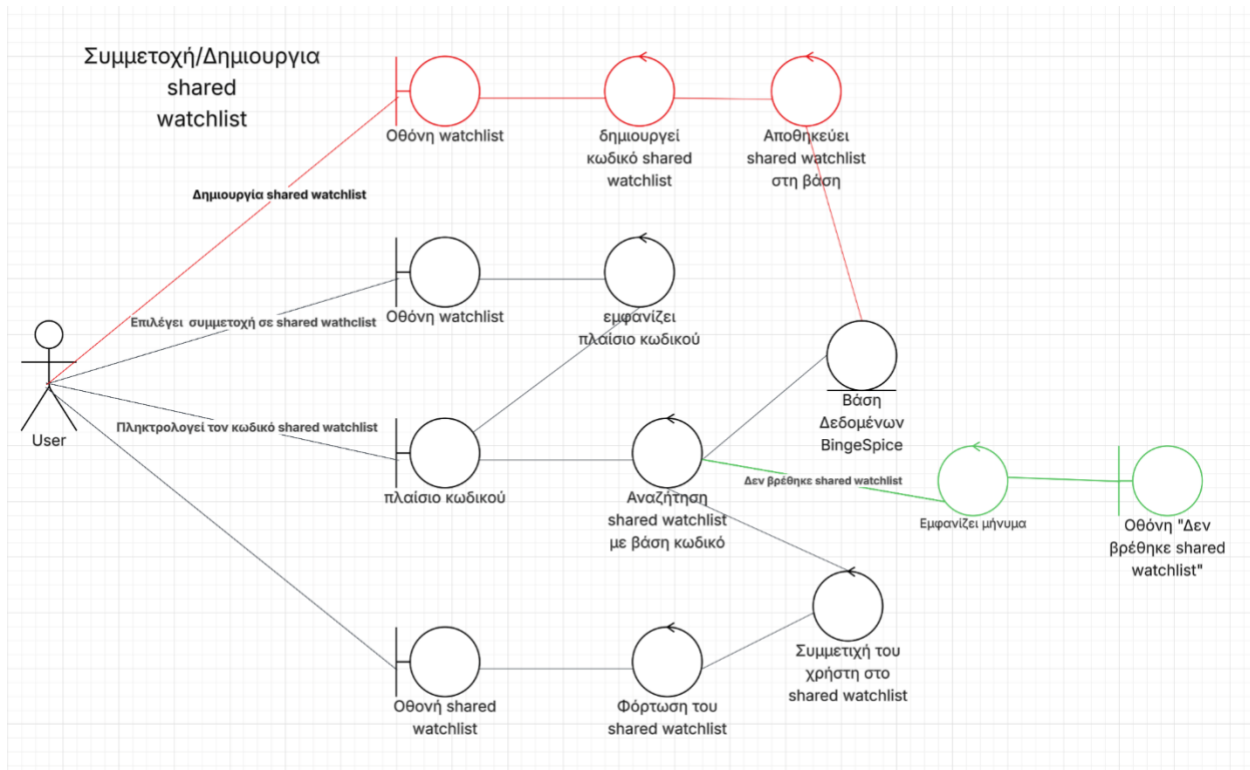 Συμμετοχή/Δημιουργια
shared
watchlist
Οθόνη watchlist
δημιουργεί
κωδικό shared
watchlist
Αποθηκεύει
shared watchlist
στη βάση
Δημιουργία shared watchlist
Επιλέγει συμμετοχή σε shared wathclist
Οθόνη watchlist
εμφανίζει
πλαίσιο κωδικού
Βάση
Δεδομένων
BingeSpice
User
Πληκτρολογεί τον κωδικό shared watchlist
πλαίσιο κωδικού
Αναζήτηση
shared watchlist
με βάση κωδικό
Δεν βρέθηκε shared watchlist
Εμφανίζει μήνυμα
Οθόνη "Δεν
βρέθηκε shared
watchlist"
Συμμετιχή του
χρήστη στο
shared watchlist
Οθονή shared
watchlist
Φόρτωση του
shared watchlist